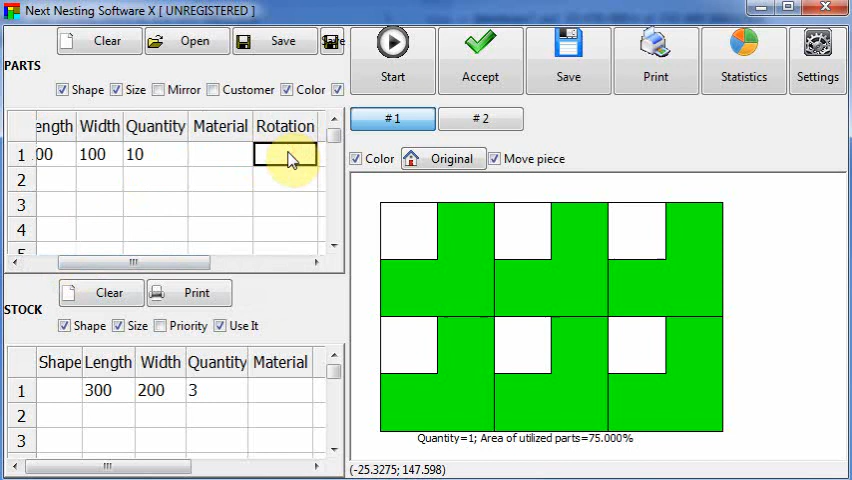 Next Nesting Software X [ UNREGISTERED ]
Clear Open Save
PARTS
Shape Size Mirror Customer Color
ength Width Quantity Material Rotation
1 00 100 10
2
3
4
5
Clear Print
STOCK
Shape Size Priority Use It
Shape Length Width Quantity Material
1 300 200 3
2
3
Start Accept Save Print Statistics Settings
#1 #2
Color Original Move piece
Quantity=1; Area of utilized parts=75.000%
(-25.3275; 147.598)